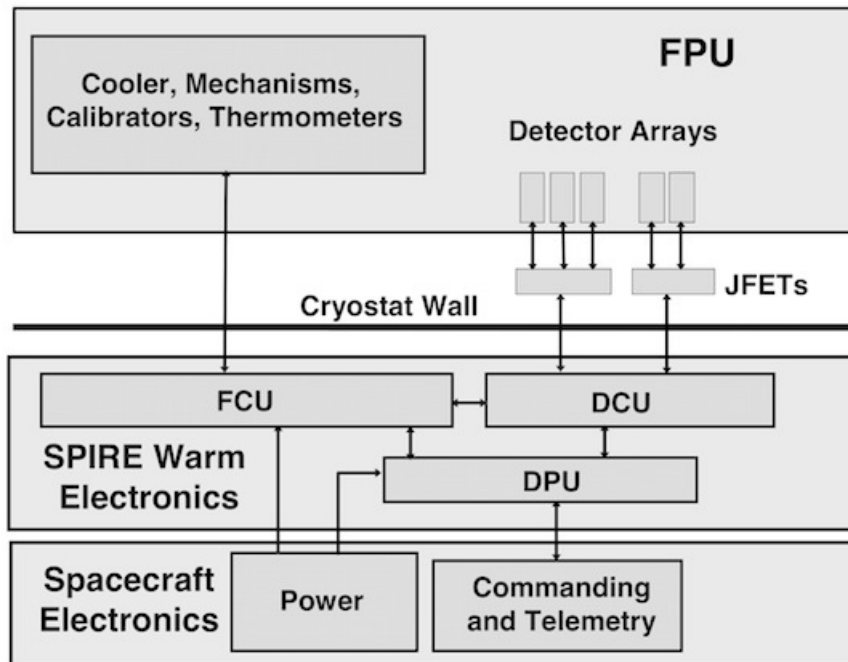 FPU
Cooler, Mechanisms,
Calibrators, Thermometers
Detector Arrays
JFETs
Cryostat Wall
FCU
DCU
SPIRE Warm
Electronics
DPU
Spacecraft
Electronics
Power
Commanding
and Telemetry